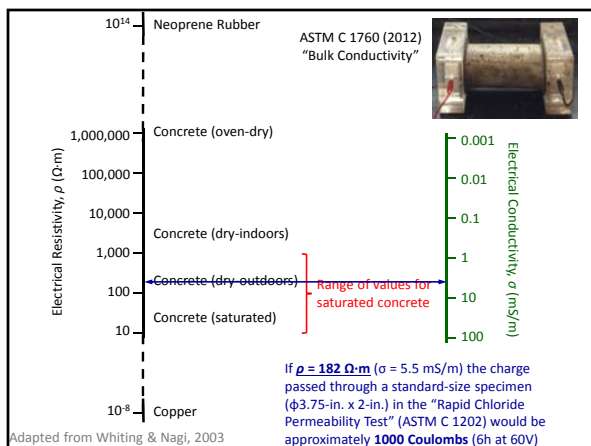 10^14
Neoprene Rubber
ASTM C 1760 (2012)
"Bulk Conductivity"
Electrical Resistivity, ρ (Ω·m)
1,000,000
100,000
10,000
1,000
100
10
10^-8
Concrete (oven-dry)
Concrete (dry-indoors)
Concrete (dry-outdoors)
Concrete (saturated)
Copper
Range of values for
saturated concrete
0.001
0.01
0.1
1
10
100
Electrical Conductivity, σ (mS/m)
If ρ = 182 Ω·m (σ = 5.5 mS/m) the charge
passed through a standard-size specimen
(ϕ3.75-in. x 2-in.) in the "Rapid Chloride
Permeability Test" (ASTM C 1202) would be
approximately 1000 Coulombs (6h at 60V)
Adapted from Whiting & Nagi, 2003